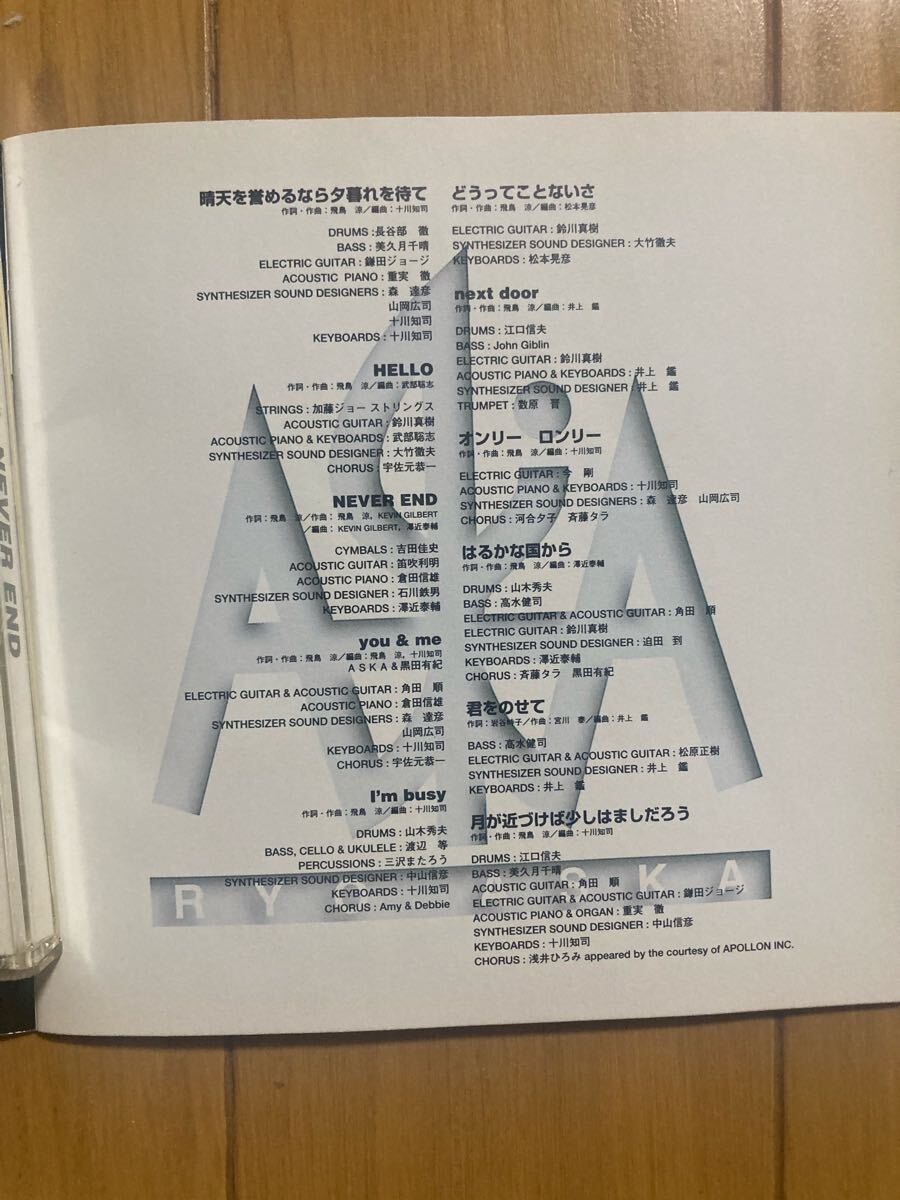 NEVER END
晴天を誉めるなら夕暮れを待て
作詞・作曲：飛鳥　涼／編曲：十川知司
DRUMS：長谷部　徹
BASS：美久月千晴
ELECTRIC GUITAR：鎌田ジョージ
ACOUSTIC PIANO：重実　徹
SYNTHESIZER SOUND DESIGNERS：森　達彦
山岡広司
十川知司
KEYBOARDS：十川知司
HELLO
作詞・作曲：飛鳥　涼／編曲：武部聡志
STRINGS：加藤ジョー ストリングス
ACOUSTIC GUITAR：鈴川真樹
ACOUSTIC PIANO & KEYBOARDS：武部聡志
SYNTHESIZER SOUND DESIGNER：大竹徹夫
CHORUS：宇佐元恭一
NEVER END
作詞：飛鳥　涼／作曲：飛鳥　涼，KEVIN GILBERT
／編曲：KEVIN GILBERT，澤近泰輔
CYMBALS：吉田佳史
ACOUSTIC GUITAR：笛吹利明
ACOUSTIC PIANO：倉田信雄
SYNTHESIZER SOUND DESIGNER：石川鉄男
KEYBOARDS：澤近泰輔
you & me
作詞・作曲：飛鳥　涼／編曲：飛鳥　涼，十川知司
ASKA＆黒田有紀
ELECTRIC GUITAR & ACOUSTIC GUITAR：角田　順
ACOUSTIC PIANO：倉田信雄
SYNTHESIZER SOUND DESIGNERS：森　達彦
山岡広司
KEYBOARDS：十川知司
CHORUS：宇佐元恭一
I'm busy
作詞・作曲：飛鳥　涼／編曲：十川知司
DRUMS：山木秀夫
BASS, CELLO & UKULELE：渡辺　等
PERCUSSIONS：三沢またろう
SYNTHESIZER SOUND DESIGNER：中山信彦
KEYBOARDS：十川知司
CHORUS：Amy & Debbie
どうってことないさ
作詞・作曲：飛鳥　涼／編曲：松本晃彦
ELECTRIC GUITAR：鈴川真樹
SYNTHESIZER SOUND DESIGNER：大竹徹夫
KEYBOARDS：松本晃彦
next door
作詞・作曲：飛鳥　涼／編曲：井上　鑑
DRUMS：江口信夫
BASS：John Giblin
ELECTRIC GUITAR：鈴川真樹
ACOUSTIC PIANO & KEYBOARDS：井上　鑑
SYNTHESIZER SOUND DESIGNER：井上　鑑
TRUMPET：数原　晋
オンリー　ロンリー
作詞・作曲：飛鳥　涼／編曲：十川知司
ELECTRIC GUITAR：今　剛
ACOUSTIC PIANO & KEYBOARDS：十川知司
SYNTHESIZER SOUND DESIGNERS：森　達彦　山岡広司
CHORUS：河合夕子　斉藤タラ
はるかな国から
作詞・作曲：飛鳥　涼／編曲：澤近泰輔
DRUMS：山木秀夫
BASS：高水健司
ELECTRIC GUITAR & ACOUSTIC GUITAR：角田　順
ELECTRIC GUITAR：鈴川真樹
SYNTHESIZER SOUND DESIGNER：迫田　到
KEYBOARDS：澤近泰輔
CHORUS：斉藤タラ　黒田有紀
君をのせて
作詞：岩谷時子／作曲：宮川　泰／編曲：井上　鑑
BASS：高水健司
ELECTRIC GUITAR & ACOUSTIC GUITAR：松原正樹
SYNTHESIZER SOUND DESIGNER：井上　鑑
KEYBOARDS：井上　鑑
月が近づけば少しはましだろう
作詞・作曲：飛鳥　涼／編曲：十川知司
DRUMS：江口信夫
BASS：美久月千晴
ACOUSTIC GUITAR：角田　順
ELECTRIC GUITAR & ACOUSTIC GUITAR：鎌田ジョージ
ACOUSTIC PIANO & ORGAN：重実　徹
SYNTHESIZER SOUND DESIGNER：中山信彦
KEYBOARDS：十川知司
CHORUS：浅井ひろみ appeared by the courtesy of APOLLON INC.